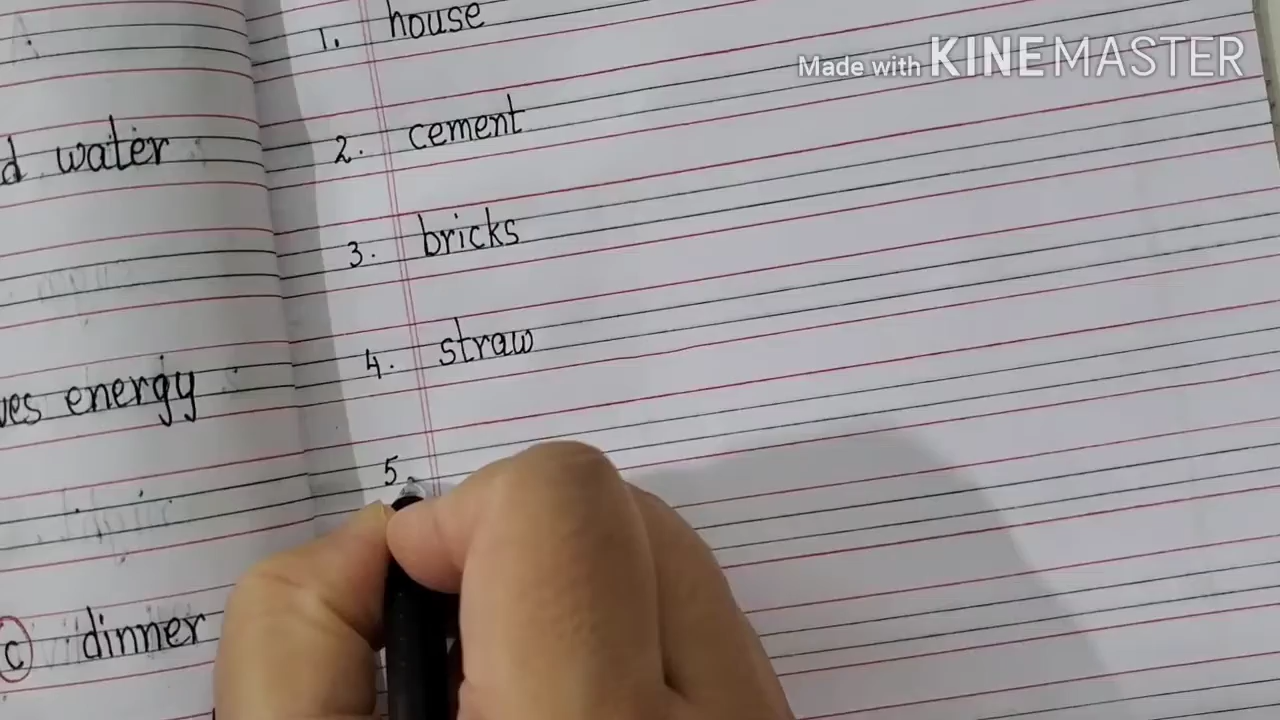 Made with KINEMASTER
d water
ves energy
c dinner
1. house
2. cement
3. bricks
4. straw
5.